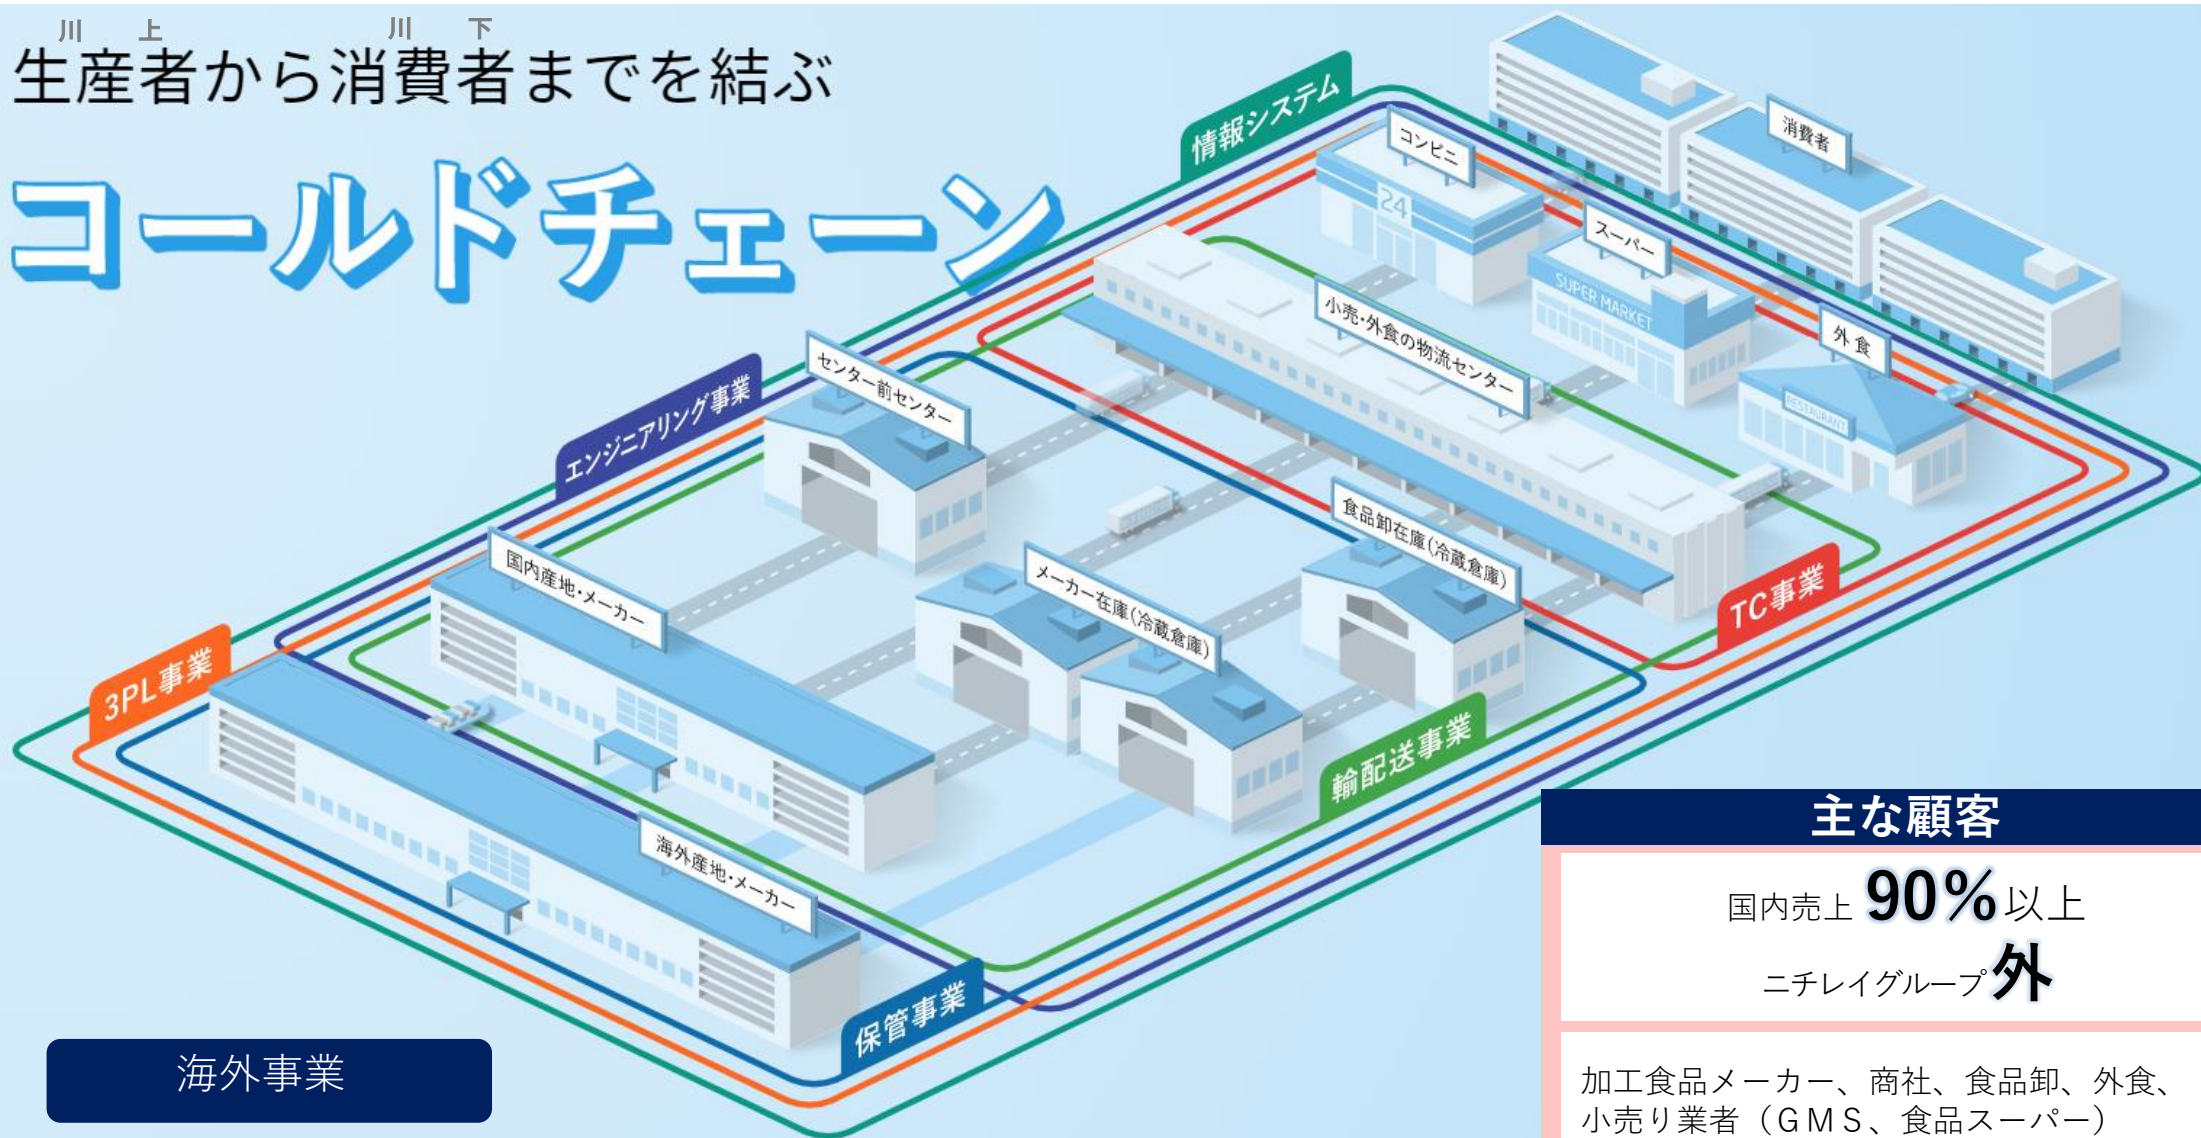 川　上　川　下
生産者から消費者までを結ぶ
コールドチェーン
情報システム
コンビニ
24
消費者
スーパー
SUPER MARKET
小売・外食の物流センター
外食
RESTAURANT
センター前センター
エンジニアリング事業
国内産地・メーカー
メーカー在庫(冷蔵倉庫)
食品卸在庫(冷蔵倉庫)
TC事業
3PL事業
輸配送事業
海外産地・メーカー
保管事業
海外事業
主な顧客
国内売上 90%以上
ニチレイグループ外
加工食品メーカー、商社、食品卸、外食、
小売り業者（ＧＭＳ、食品スーパー）